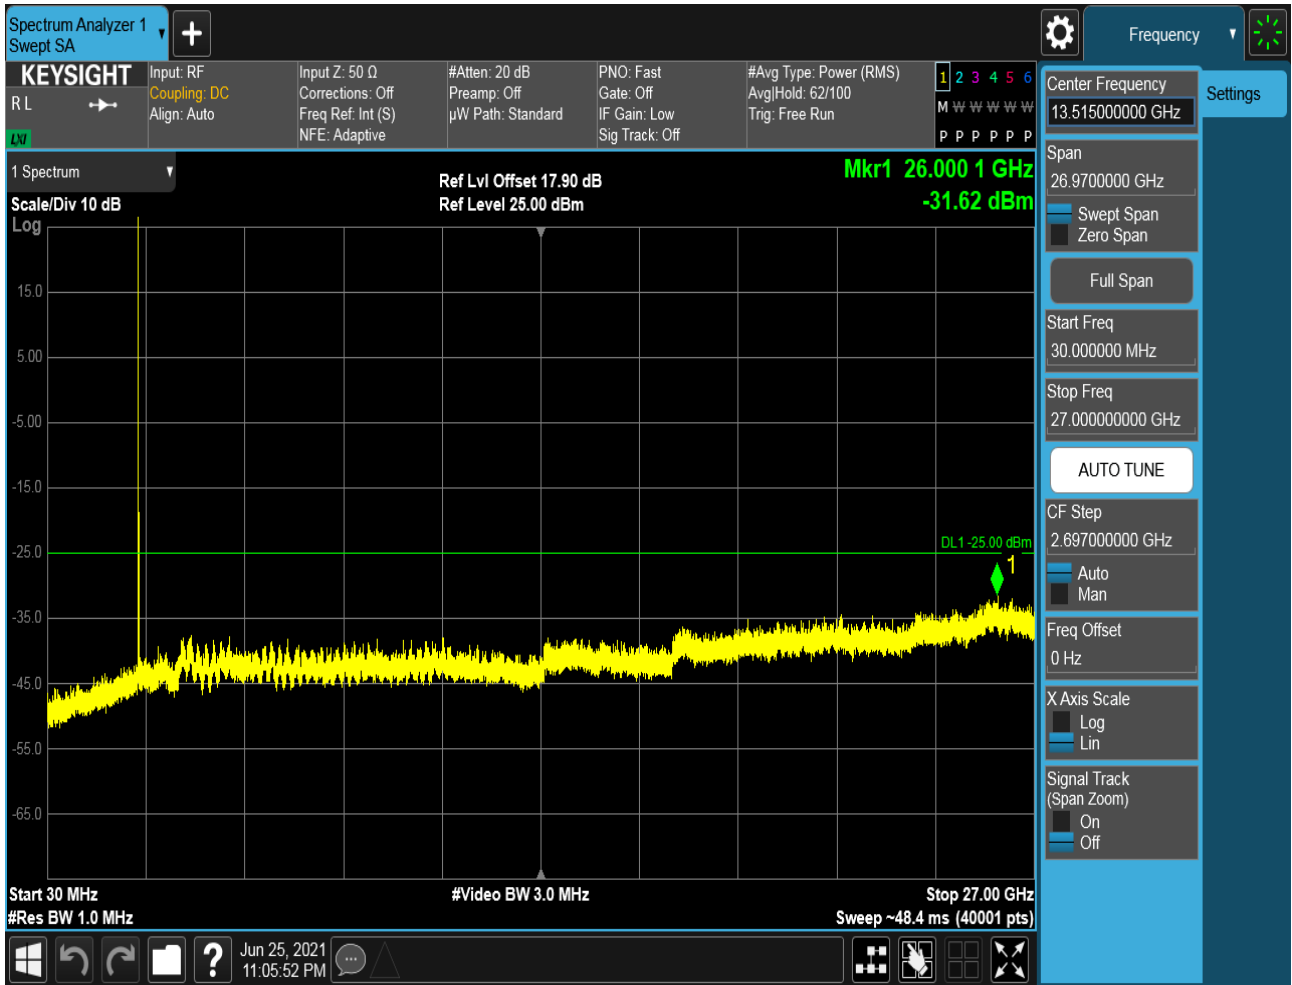 Spectrum Analyzer 1
Swept SA
Frequency
KEYSIGHT
R L
LXI
Input: RF
Coupling: DC
Align: Auto
Input Z: 50 Ω
Corrections: Off
Freq Ref: Int (S)
NFE: Adaptive
#Atten: 20 dB
Preamp: Off
µW Path: Standard
PNO: Fast
Gate: Off
IF Gain: Low
Sig Track: Off
#Avg Type: Power (RMS)
Avg|Hold: 62/100
Trig: Free Run
1 2 3 4 5 6
M W W W W W
P P P P P P
Center Frequency
13.515000000 GHz
Settings
Span
26.9700000 GHz
Swept Span
Zero Span
Full Span
Start Freq
30.000000 MHz
Stop Freq
27.000000000 GHz
AUTO TUNE
CF Step
2.697000000 GHz
Auto
Man
Freq Offset
0 Hz
X Axis Scale
Log
Lin
Signal Track
(Span Zoom)
On
Off
1 Spectrum
Scale/Div 10 dB
Log
Ref Lvl Offset 17.90 dB
Ref Level 25.00 dBm
Mkr1 26.000 1 GHz
-31.62 dBm
15.0
5.00
-5.00
-15.0
-25.0
-35.0
-45.0
-55.0
-65.0
DL1 -25.00 dBm
1
Start 30 MHz
#Res BW 1.0 MHz
#Video BW 3.0 MHz
Stop 27.00 GHz
Sweep ~48.4 ms (40001 pts)
?
Jun 25, 2021
11:05:52 PM